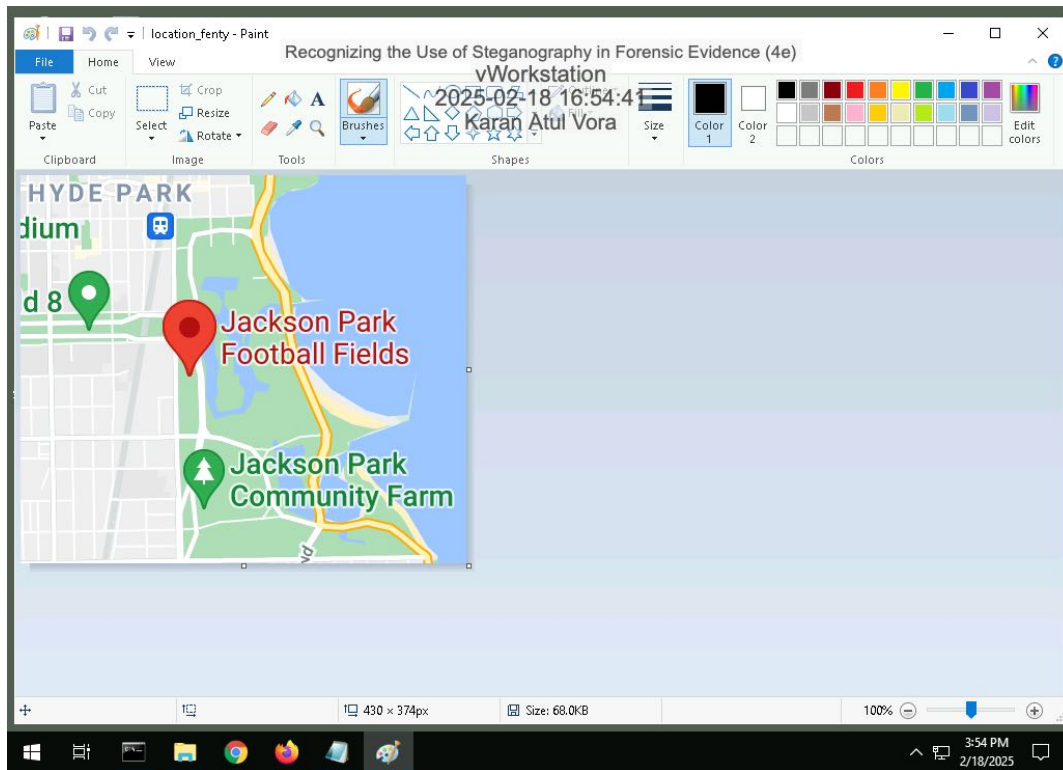 location_fenty - Paint
Recognizing the Use of Steganography in Forensic Evidence (4e)
vWorkstation
2025-02-18 16:54:41
Karan Atul Vora
File Home View
Paste
Cut
Copy
Clipboard
Select
Crop
Resize
Rotate
Image
A
Tools
Brushes
Shapes
Size
Color 1
Color 2
Edit colors
Colors
HYDE PARK
dium
d 8
Jackson Park
Football Fields
Jackson Park
Community Farm
430 × 374px
Size: 68.0KB
100%
3:54 PM
2/18/2025